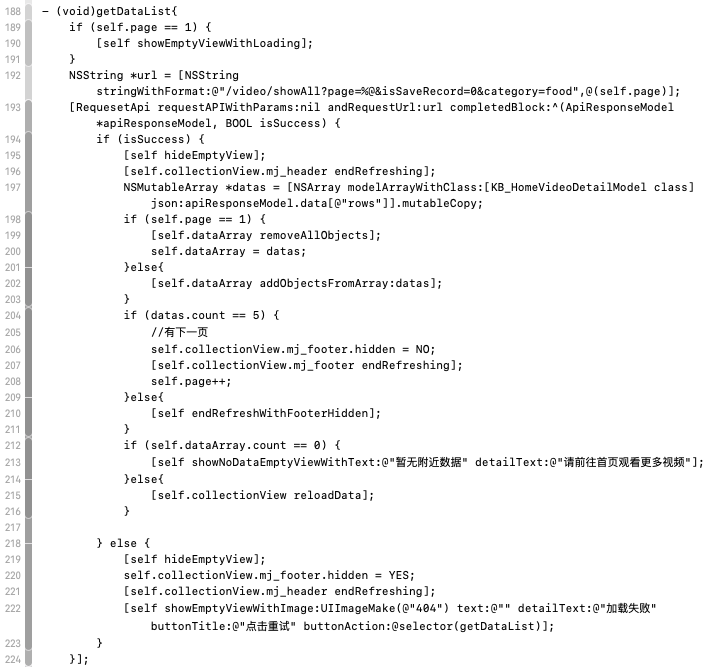 188 - (void)getDataList{
189 if (self.page == 1) {
190 [self showEmptyViewWithLoading];
191 }
192 NSString *url = [NSString
stringWithFormat:@"/video/showAll?page=%@&isSaveRecord=0&category=food",@(self.page)];
193 [RequesetApi requestAPIWithParams:nil andRequestUrl:url completedBlock:^(ApiResponseModel
*apiResponseModel, BOOL isSuccess) {
194 if (isSuccess) {
195 [self hideEmptyView];
196 [self.collectionView.mj_header endRefreshing];
197 NSMutableArray *datas = [NSArray modelArrayWithClass:[KB_HomeVideoDetailModel class]
json:apiResponseModel.data[@"rows"]].mutableCopy;
198 if (self.page == 1) {
199 [self.dataArray removeAllObjects];
200 self.dataArray = datas;
201 }else{
202 [self.dataArray addObjectsFromArray:datas];
203 }
204 if (datas.count == 5) {
205 //有下一页
206 self.collectionView.mj_footer.hidden = NO;
207 [self.collectionView.mj_footer endRefreshing];
208 self.page++;
209 }else{
210 [self endRefreshWithFooterHidden];
211 }
212 if (self.dataArray.count == 0) {
213 [self showNoDataEmptyViewWithText:@"暂无附近数据" detailText:@"请前往首页观看更多视频"];
214 }else{
215 [self.collectionView reloadData];
216 }
217
218 } else {
219 [self hideEmptyView];
220 self.collectionView.mj_footer.hidden = YES;
221 [self.collectionView.mj_header endRefreshing];
222 [self showEmptyViewWithImage:UIImageMake(@"404") text:@"" detailText:@"加载失败"
buttonTitle:@"点击重试" buttonAction:@selector(getDataList)];
223 }
224 }];